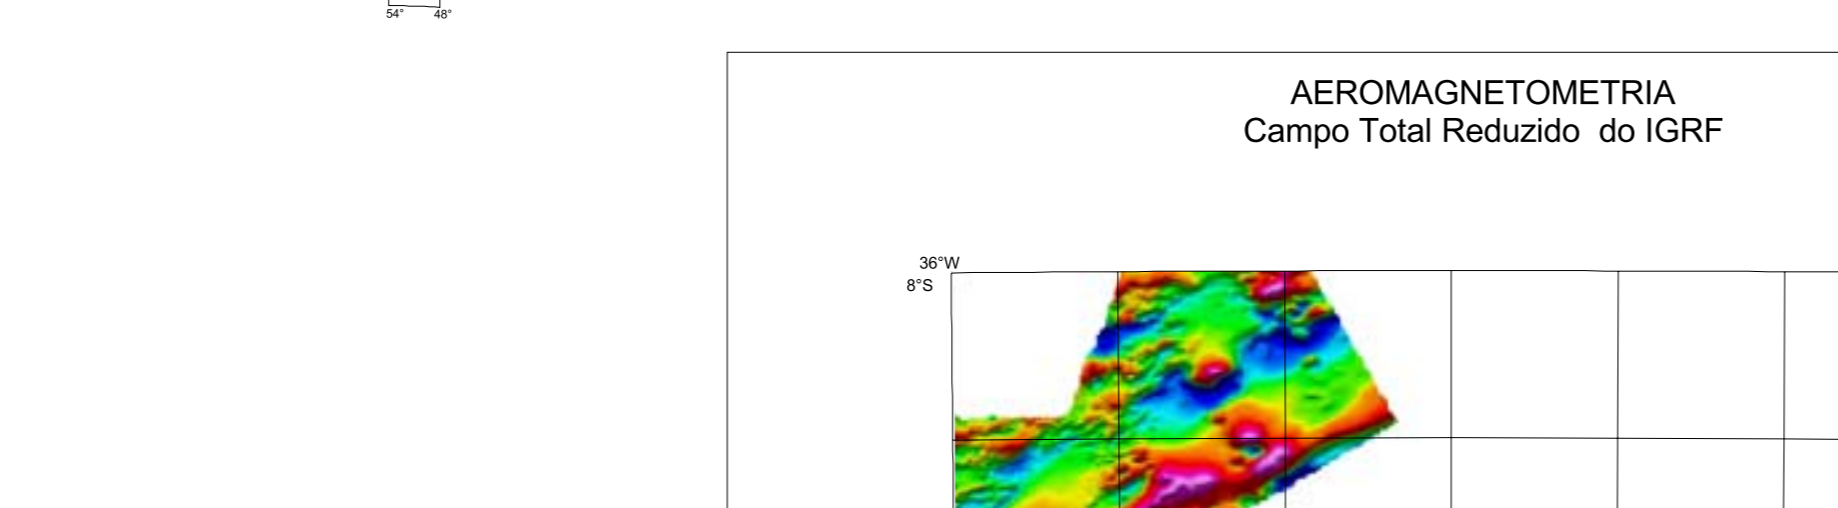 54° 48°
AEROMAGNETOMETRIA
Campo Total Reduzido do IGRF
36°W
8°S